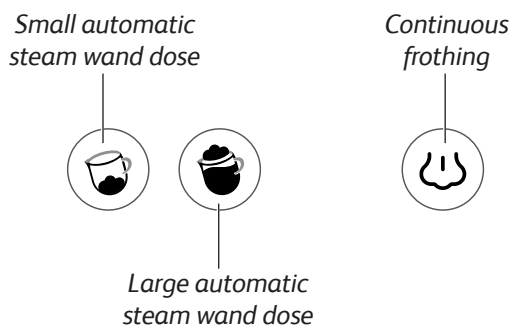 Small automatic
steam wand dose
Continuous
frothing
Large automatic
steam wand dose